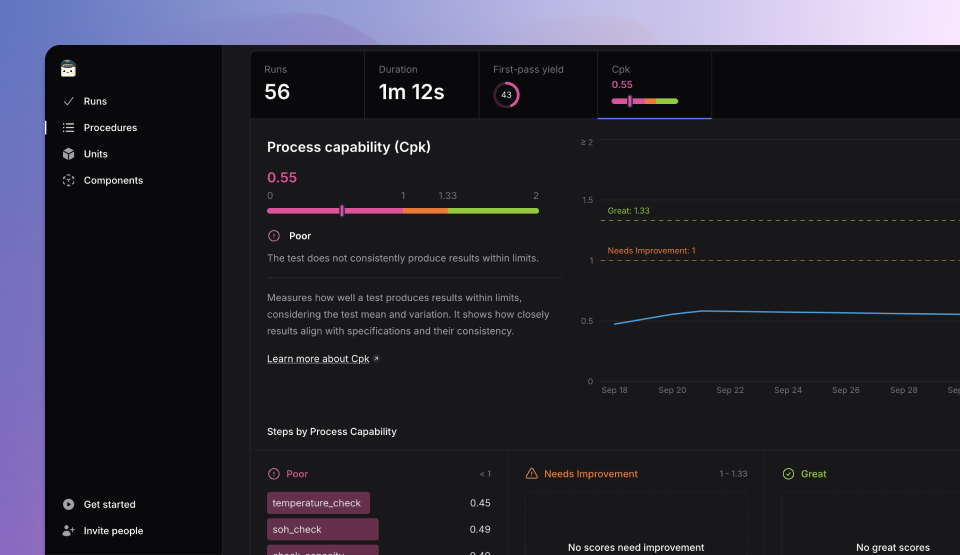 Runs
Procedures
Units
Components
Get started
Invite people
Runs
56
Duration
1m 12s
First-pass yield
43
Cpk
0.55
Process capability (Cpk)
0.55
0 1 1.33 2
Poor
The test does not consistently produce results within limits.
Measures how well a test produces results within limits,
considering the test mean and variation. It shows how closely
results align with specifications and their consistency.
Learn more about Cpk
≥ 2
1.5
Great: 1.33
Needs Improvement: 1
1
0.5
0
Sep 18 Sep 20 Sep 22 Sep 24 Sep 26 Sep 28 Sep
Steps by Process Capability
Poor < 1
temperature_check 0.45
soh_check 0.49
check_capacity 0.49
Needs Improvement 1 - 1.33
No scores need improvement
Great
No great scores